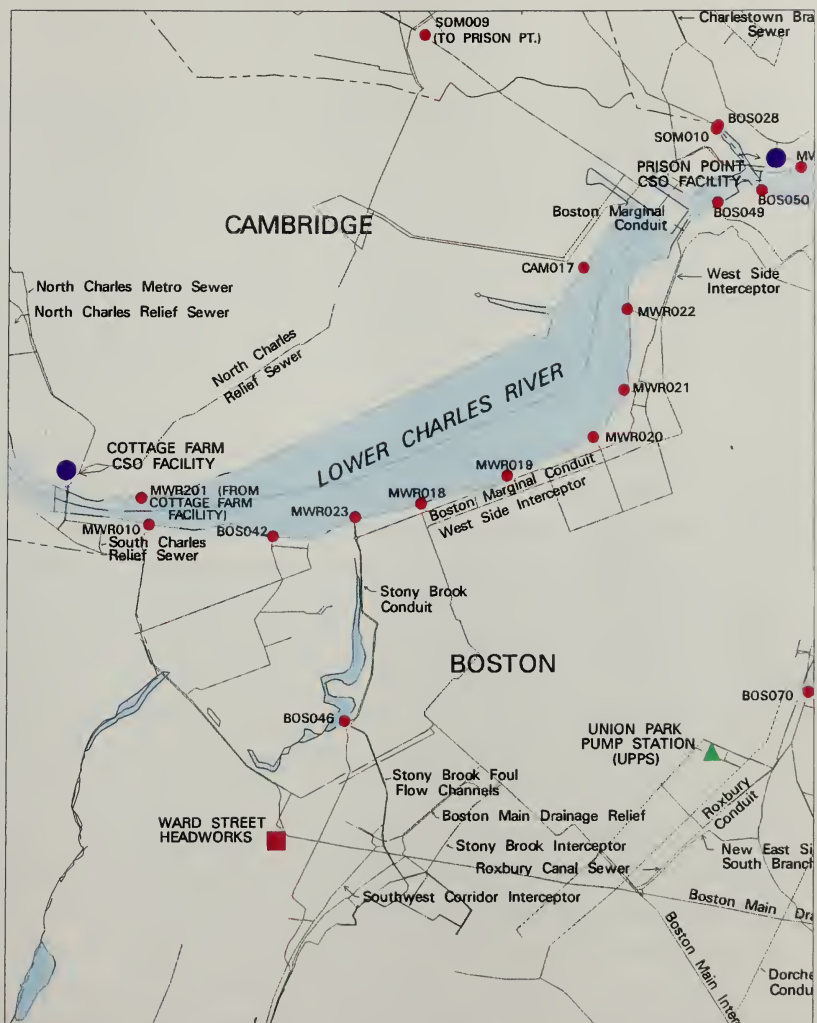 SOM009
(TO PRISON PT.)
Charlestown Bra
Sewer
BOS028
SOM010
PRISON POINT
CSO FACILITY
MW
BOS050
BOS049
Boston Marginal
Conduit
CAMBRIDGE
CAM017
West Side
Interceptor
North Charles Metro Sewer
North Charles Relief Sewer
MWR022
North Charles
Relief Sewer
LOWER CHARLES RIVER
MWR021
MWR020
COTTAGE FARM
CSO FACILITY
MWR019
MWR201 (FROM
COTTAGE FARM
FACILITY)
MWR018
MWR023
Boston Marginal Conduit
West Side Interceptor
MWR010
BOS042
South Charles
Relief Sewer
Stony Brook
Conduit
BOSTON
BOS070
BOS046
UNION PARK
PUMP STATION
(UPPS)
Stony Brook Foul
Flow Channels
Roxbury
Conduit
WARD STREET
HEADWORKS
Boston Main Drainage Relief
Stony Brook Interceptor
New East Si
South Branch
Roxbury Canal Sewer
Southwest Corridor Interceptor
Boston Main Dra
Boston Main Interc
Dorche
Condu